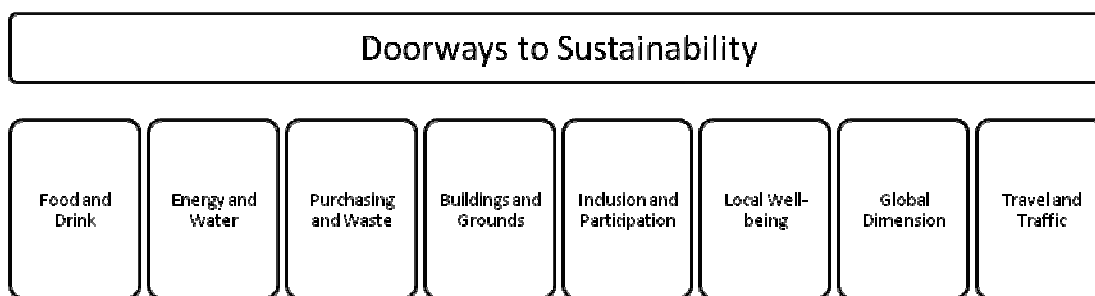 Doorways to Sustainability
Food and
Drink
Energy and
Water
Purchasing
and Waste
Buildings and
Grounds
Inclusion and
Participation
Local Well-
being
Global
Dimension
Travel and
Traffic